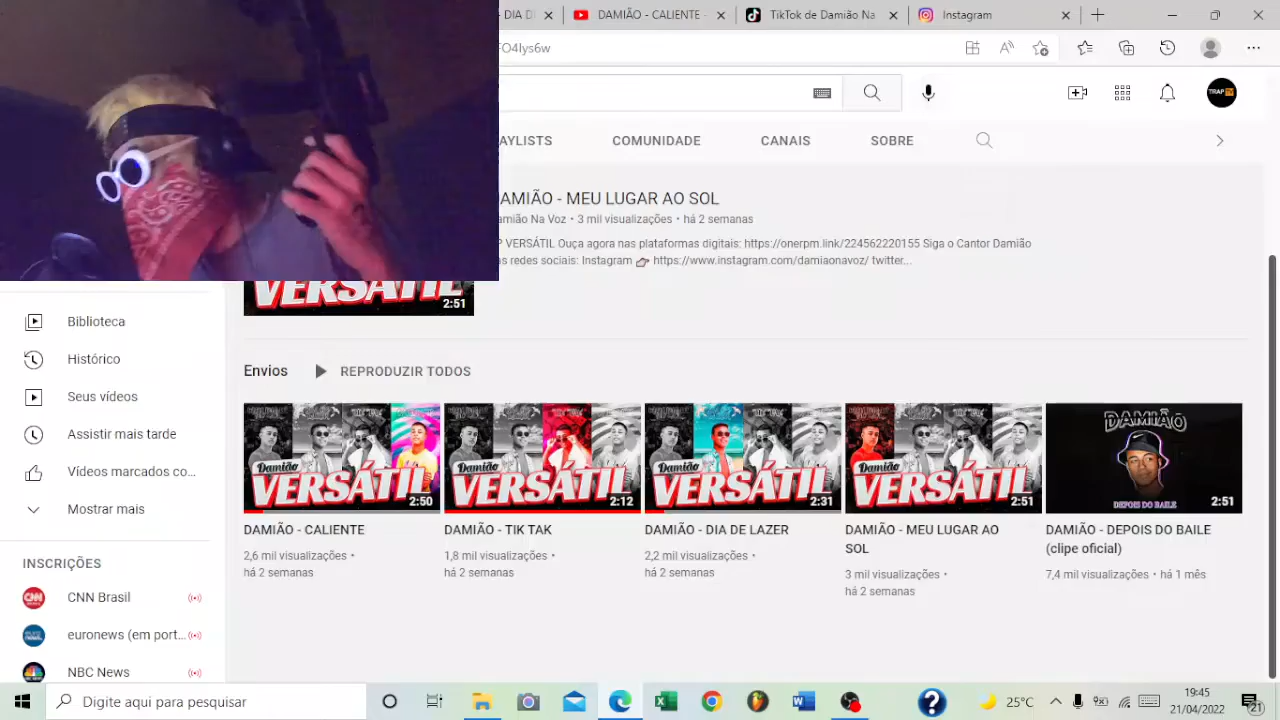 DIA D
DAMIÃO - CALIENTE
Tik Tok de damiao
Instagram
FO4Iys6w
TRAP TV
AYLISTS
COMUNIDADE
CANAIS
SOBRE
AMIÃO - MEU LUGAR AO SOL
amião Na Voz • 3 mil visualizações • há 2 semanas
P VERSÁTIL Ouça agora nas plataformas digitais: https://onerpm.link/224562220155 Siga o Cantor Damião
as redes sociais: Instagram 👉 https://www.instagram.com/damiaonavoz/ twitter...
VERSÁTIL
2:51
Biblioteca
Histórico
Seus vídeos
Assistir mais tarde
Vídeos marcados co...
Mostrar mais
INSCRIÇÕES
CNN Brasil
euronews (em port...
NBC News
Envios
REPRODUZIR TODOS
Damião
VERSÁTIL
2:50
DAMIÃO - CALIENTE
2,6 mil visualizações •
há 2 semanas
Damião
VERSÁTIL
2:12
DAMIÃO - TIK TAK
1,8 mil visualizações •
há 2 semanas
Damião
VERSÁTIL
2:31
DAMIÃO - DIA DE LAZER
2,2 mil visualizações •
há 2 semanas
Damião
VERSÁTIL
2:51
DAMIÃO - MEU LUGAR AO
SOL
3 mil visualizações •
há 2 semanas
DAMIÃO
DEPOIS DO BAILE
2:51
DAMIÃO - DEPOIS DO BAILE
(clipe oficial)
7,4 mil visualizações • há 1 mês
Digite aqui para pesquisar
25°C
19:45
21/04/2022
21